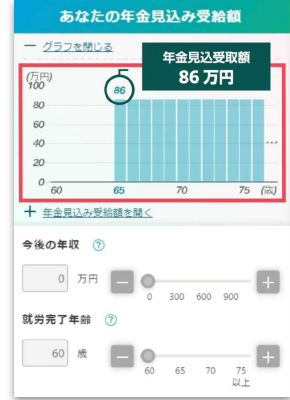 あなたの年金見込み受給額
ー グラフを閉じる
年金見込受取額
86 万円
(万円)
100
86
80
60
40
20
0
60 65 70 75 (歳)
...
＋ 年金見込み受給額を開く
今後の年収 ?
0 万円 － 0 300 600 900 ＋
就労完了年齢 ?
60 歳 － 60 65 70 75 ＋
以上